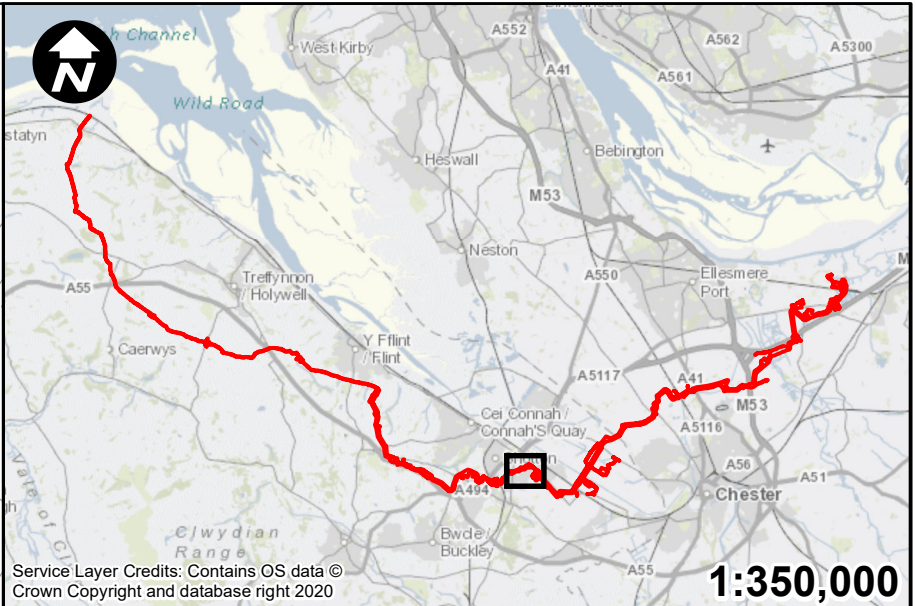 N
West Kirby
A552
A562
A5300
A41
A561
Wild Road
Heswall
Bebington
M53
Neston
A550
Ellesmere
Port
Treffynnon
/ Holywell
A55
Caerwys
Y Fflint
/ Flint
A5117
A41
Cei Connah /
Connah'S Quay
M53
A5116
A56
A51
A494
Chester
Clwydian
Range
Bwcle /
Buckley
A55
Service Layer Credits: Contains OS data ©
Crown Copyright and database right 2020
1:350,000